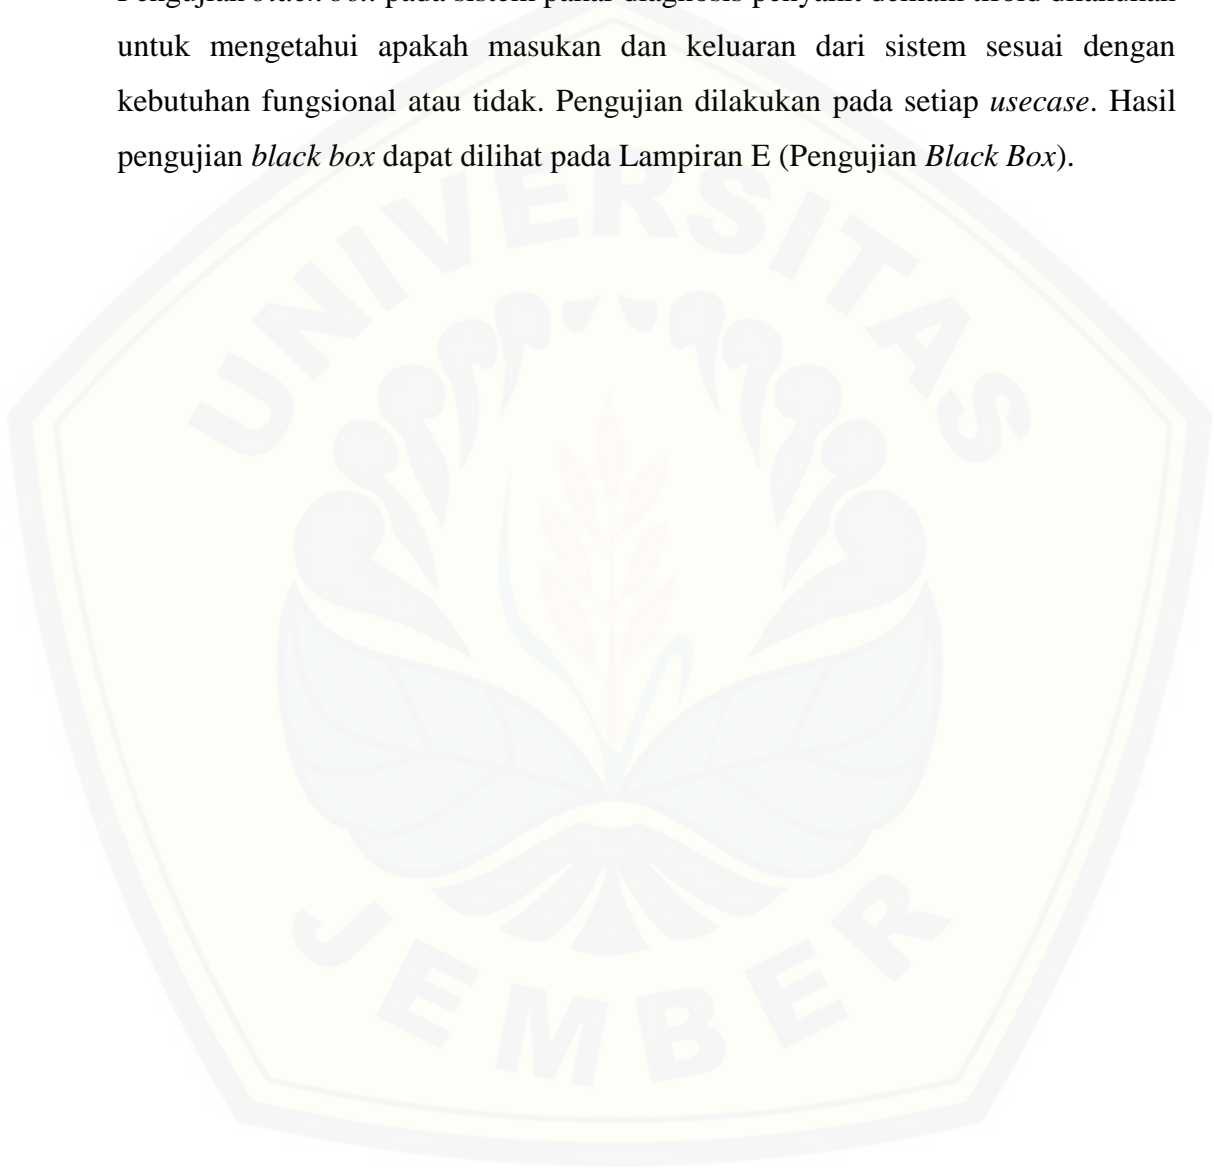 Pengujian black box pada sistem pakar diagnosis penyakit demam tifoid dilakukan
untuk mengetahui apakah masukan dan keluaran dari sistem sesuai dengan
kebutuhan fungsional atau tidak. Pengujian dilakukan pada setiap usecase. Hasil
pengujian black box dapat dilihat pada Lampiran E (Pengujian Black Box).
UNIVERSITAS
JEMBER